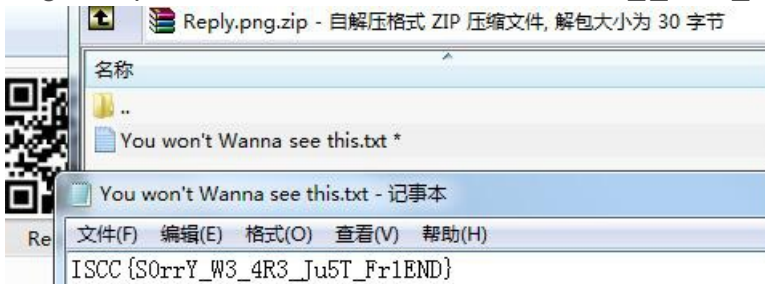 Reply.png.zip - 自解压格式 ZIP 压缩文件, 解包大小为 30 字节
名称
..
You won't Wanna see this.txt *
You won't Wanna see this.txt - 记事本
Re
文件(F) 编辑(E) 格式(O) 查看(V) 帮助(H)
ISCC{S0rrY_W3_4R3_Ju5T_Fr1END}